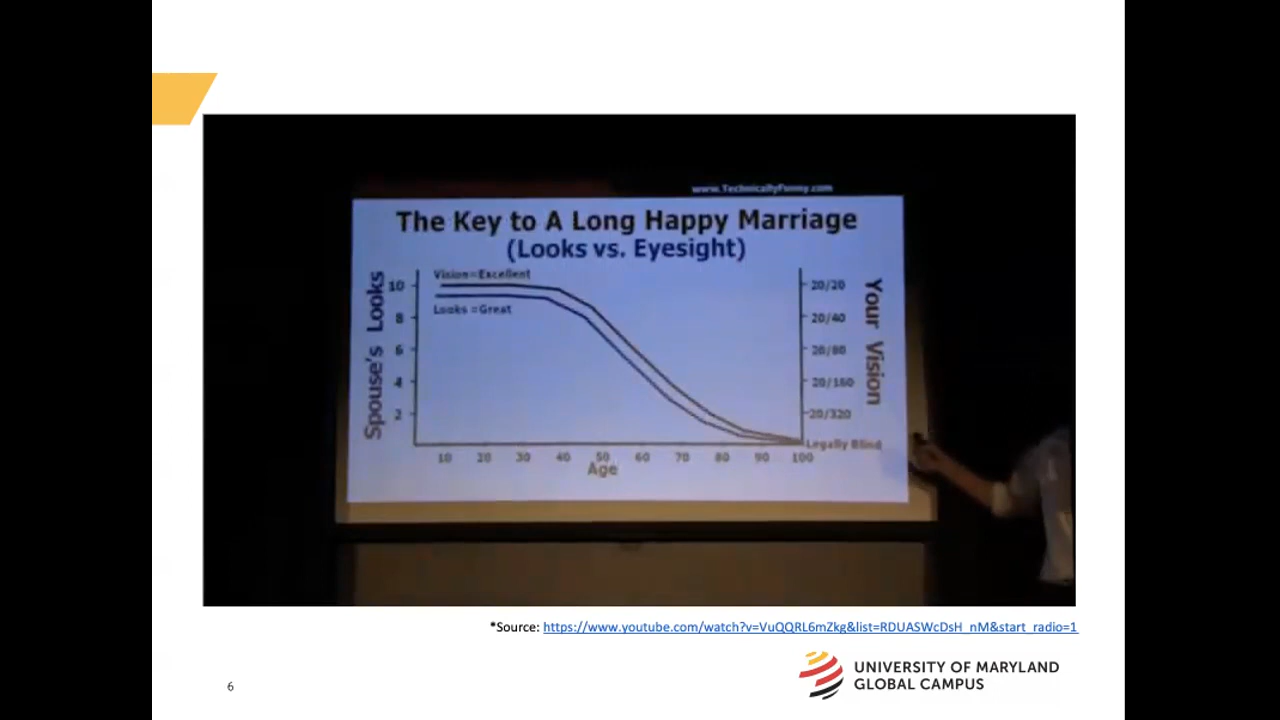 www.TechnicallyFunny.com
The Key to A Long Happy Marriage
(Looks vs. Eyesight)
Spouse's Looks
Vision=Excellent
Looks =Great
10
8
6
4
2
20/20
20/40
20/80
20/160
20/320
Legally Blind
Your Vision
10 20 30 40 50 60 70 80 90 100
Age
*Source: https://www.youtube.com/watch?v=VuQQRL6mZkg&list=RDUASWcDsH_nM&start_radio=1
6
UNIVERSITY OF MARYLAND
GLOBAL CAMPUS